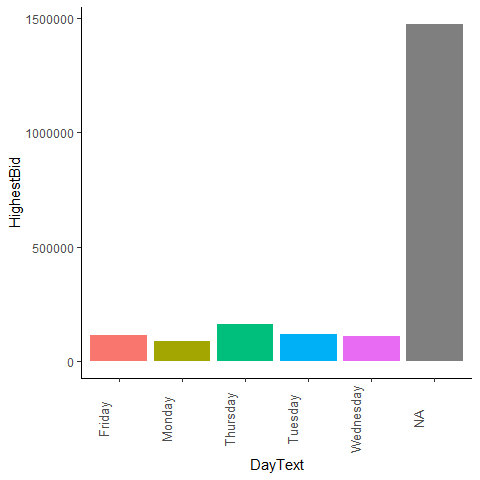 1500000
1000000
500000
0
HighestBid
Friday
Monday
Thursday
Tuesday
Wednesday
NA
DayText